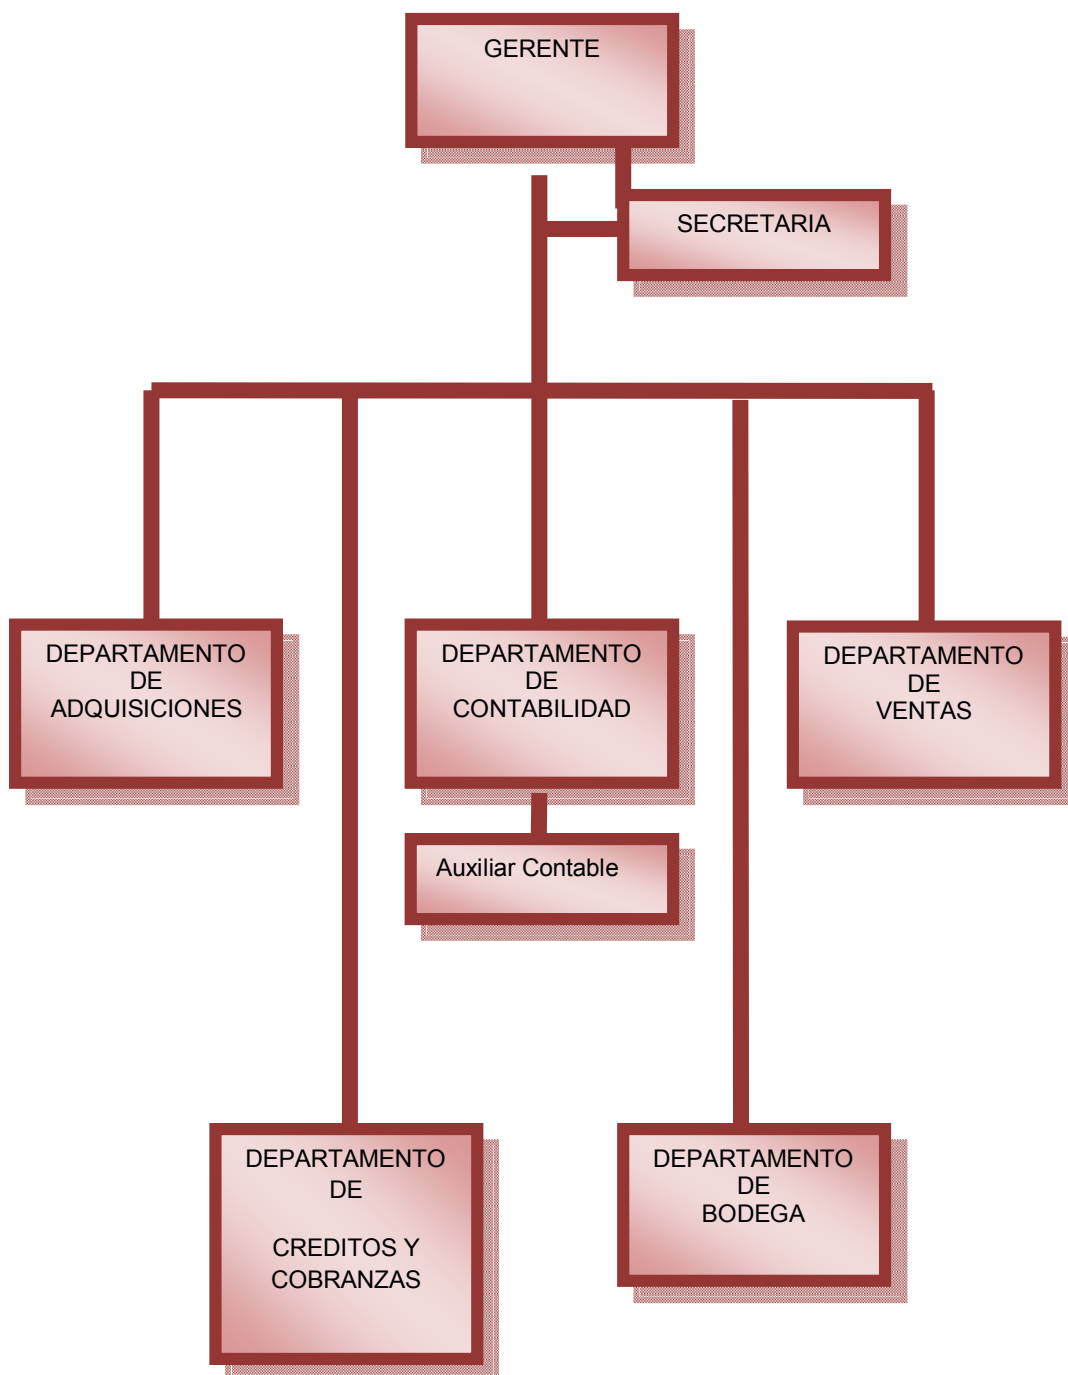 GERENTE
SECRETARIA
DEPARTAMENTO
DE
ADQUISICIONES
DEPARTAMENTO
DE
CONTABILIDAD
DEPARTAMENTO
DE
VENTAS
Auxiliar Contable
DEPARTAMENTO
DE
CREDITOS Y
COBRANZAS
DEPARTAMENTO
DE
BODEGA